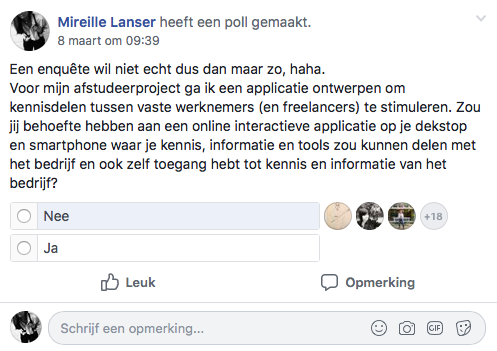 Mireille Lanser heeft een poll gemaakt.
8 maart om 09:39
Een enquête wil niet echt dus dan maar zo, haha.
Voor mijn afstudeerproject ga ik een applicatie ontwerpen om
kennisdelen tussen vaste werknemers (en freelancers) te stimuleren. Zou
jij behoefte hebben aan een online interactieve applicatie op je dekstop
en smartphone waar je kennis, informatie en tools zou kunnen delen met
het bedrijf en ook zelf toegang hebt tot kennis en informatie van het
bedrijf?
Nee +18
Ja
Leuk Opmerking
Schrijf een opmerking... GIF